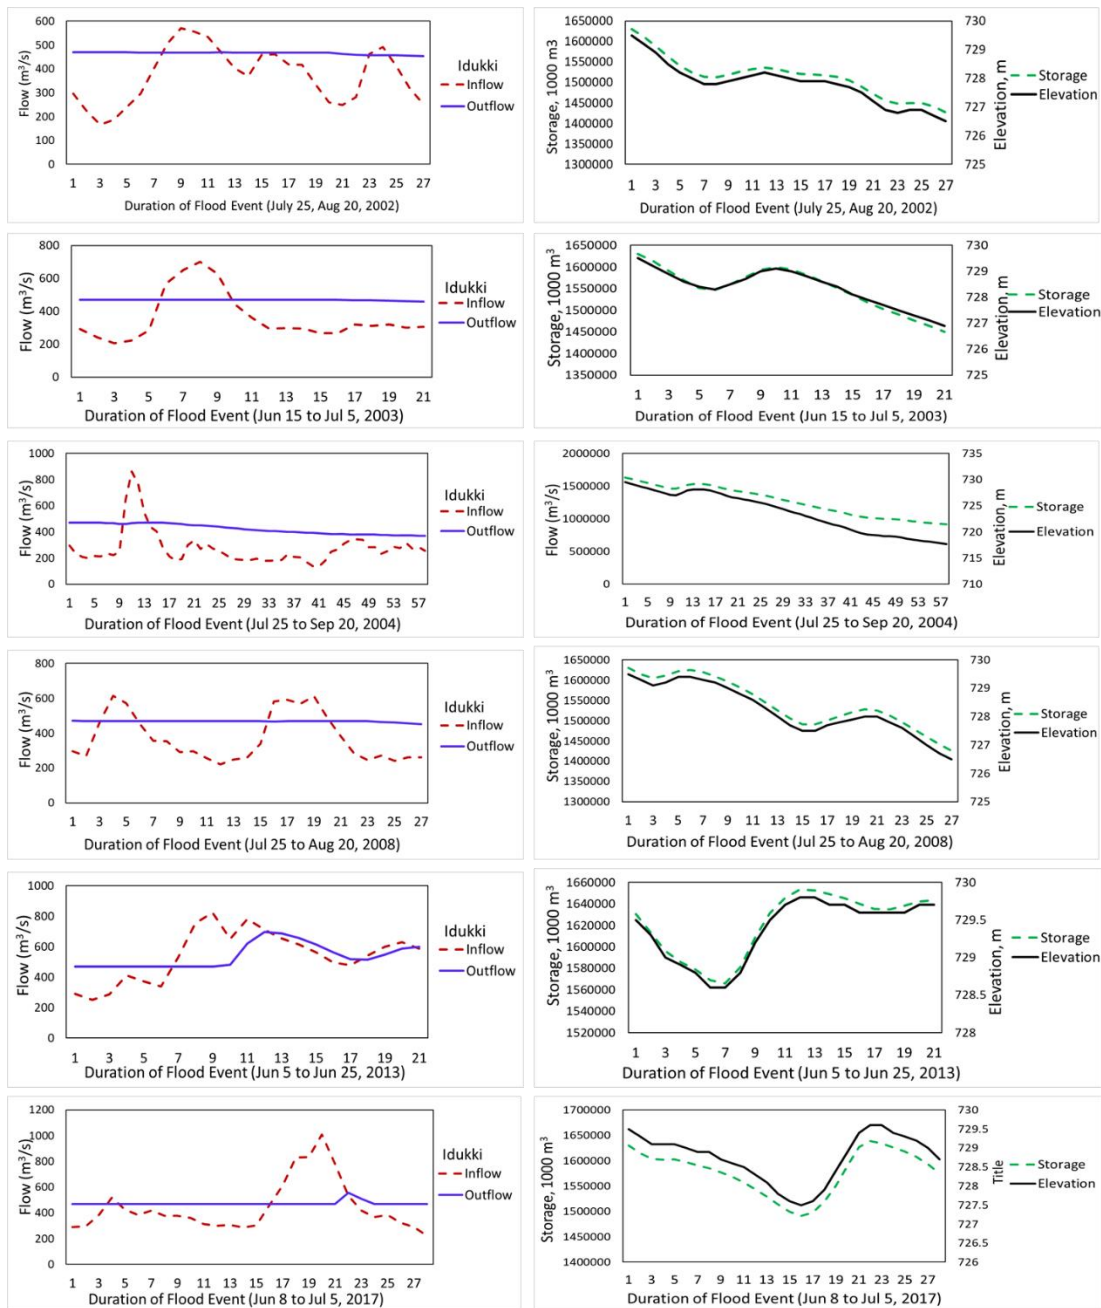 600
500
400
300
200
100
0
Flow (m³/s)
Idukki
Inflow
Outflow
1 3 5 7 9 11 13 15 17 19 21 23 25 27
Duration of Flood Event (July 25, Aug 20, 2002)
1650000
1600000
1550000
1500000
1450000
1400000
1350000
1300000
Storage, 1000 m3
730
729
728
727
726
725
Elevation, m
Storage
Elevation
1 3 5 7 9 11 13 15 17 19 21 23 25 27
Duration of Flood Event (July 25, Aug 20, 2002)
800
600
400
200
0
Flow (m³/s)
Idukki
Inflow
Outflow
1 3 5 7 9 11 13 15 17 19 21
Duration of Flood Event (Jun 15 to Jul 5, 2003)
1650000
1600000
1550000
1500000
1450000
1400000
1350000
Storage, 1000 m³
730
729
728
727
726
725
Elevation, m
Storage
Elevation
1 3 5 7 9 11 13 15 17 19 21
Duration of Flood Event (Jun 15 to Jul 5, 2003)
1000
800
600
400
200
0
Flow (m³/s)
Idukki
Inflow
Outflow
1 5 9 13 17 21 25 29 33 37 41 45 49 53 57
Duration of Flood Event (Jul 25 to Sep 20, 2004)
2000000
1500000
1000000
500000
0
Flow (m³/s)
735
730
725
720
715
710
Elevation, m
Storage
Elevation
1 5 9 13 17 21 25 29 33 37 41 45 49 53 57
Duration of Flood Event (Jul 25 to Sep 20, 2004)
800
600
400
200
0
Flow (m³/s)
Idukki
Inflow
Outflow
1 3 5 7 9 11 13 15 17 19 21 23 25 27
Duration of Flood Event (Jul 25 to Aug 20, 2008)
1650000
1600000
1550000
1500000
1450000
1400000
1350000
1300000
Storage, 1000 m³
730
729
728
727
726
725
Elevation, m
Storage
Elevation
1 3 5 7 9 11 13 15 17 19 21 23 25 27
Duration of Flood Event (Jul 25 to Aug 20, 2008)
1000
800
600
400
200
0
Flow (m³/s)
Idukki
Inflow
Outflow
1 3 5 7 9 11 13 15 17 19 21
Duration of Flood Event (Jun 5 to Jun 25, 2013)
1660000
1640000
1620000
1600000
1580000
1560000
1540000
1520000
Storage, 1000 m³
730
729.5
729
728.5
728
Elevation, m
Storage
Elevation
1 3 5 7 9 11 13 15 17 19 21
Duration of Flood Event (Jun 5 to Jun 25, 2013)
1200
1000
800
600
400
200
0
Flow (m³/s)
Idukki
Inflow
Outflow
1 3 5 7 9 11 13 15 17 19 21 23 25 27
Duration of Flood Event (Jun 8 to Jul 5, 2017)
1700000
1650000
1600000
1550000
1500000
1450000
1400000
Storage, 1000 m³
730
729.5
729
728.5
728
727.5
727
726.5
726
Title
Storage
Elevation
1 3 5 7 9 11 13 15 17 19 21 23 25 27
Duration of Flood Event (Jun 8 to Jul 5, 2017)